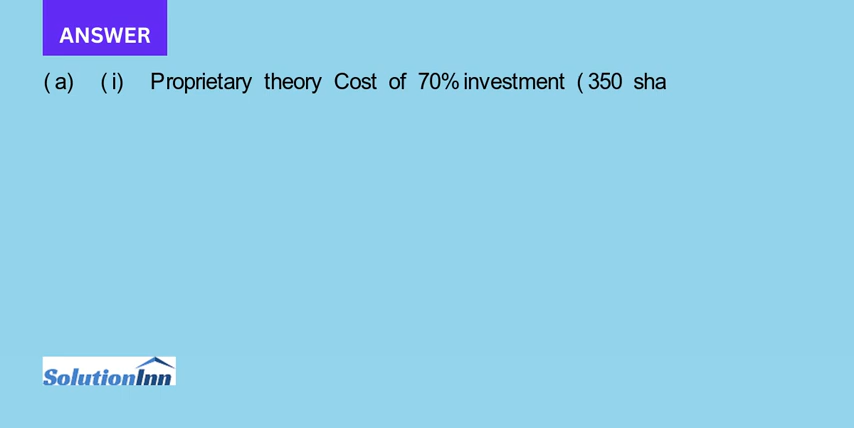 ANSWER
(a) (i) Proprietary theory Cost of 70% investment (350 sha
SolutionInn